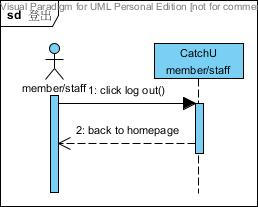 Visual Paradigm for UML Personal Edition [not for comme
sd 登出
member/staff
CatchU
member/staff
1: click log out()
2: back to homepage